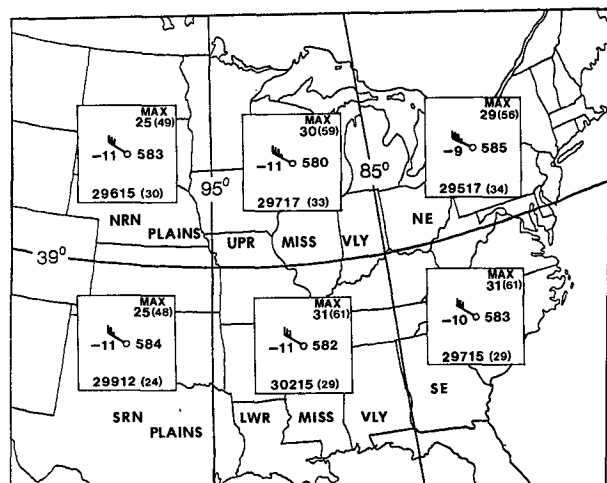 MAX
25 (49)
-11 583
29615 (30)
MAX
30 (59)
-11 580
29717 (33)
MAX
29 (56)
-9 585
29517 (34)
95°
85°
NRN
PLAINS
UPR MISS VLY
NE
39°
MAX
25 (48)
-11 584
29912 (24)
MAX
31 (61)
-11 582
30215 (29)
MAX
31 (61)
-10 583
29715 (29)
SRN
PLAINS
LWR MISS VLY
SE